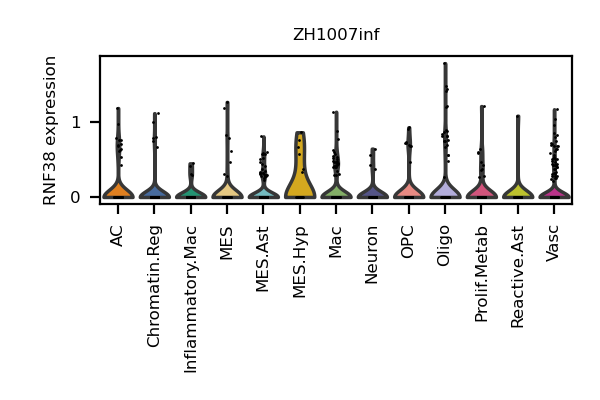 ZH1007inf
RNF38 expression
1
0
AC
Chromatin.Reg
Inflammatory.Mac
MES
MES.Ast
MES.Hyp
Mac
Neuron
OPC
Oligo
Prolif.Metab
Reactive.Ast
Vasc